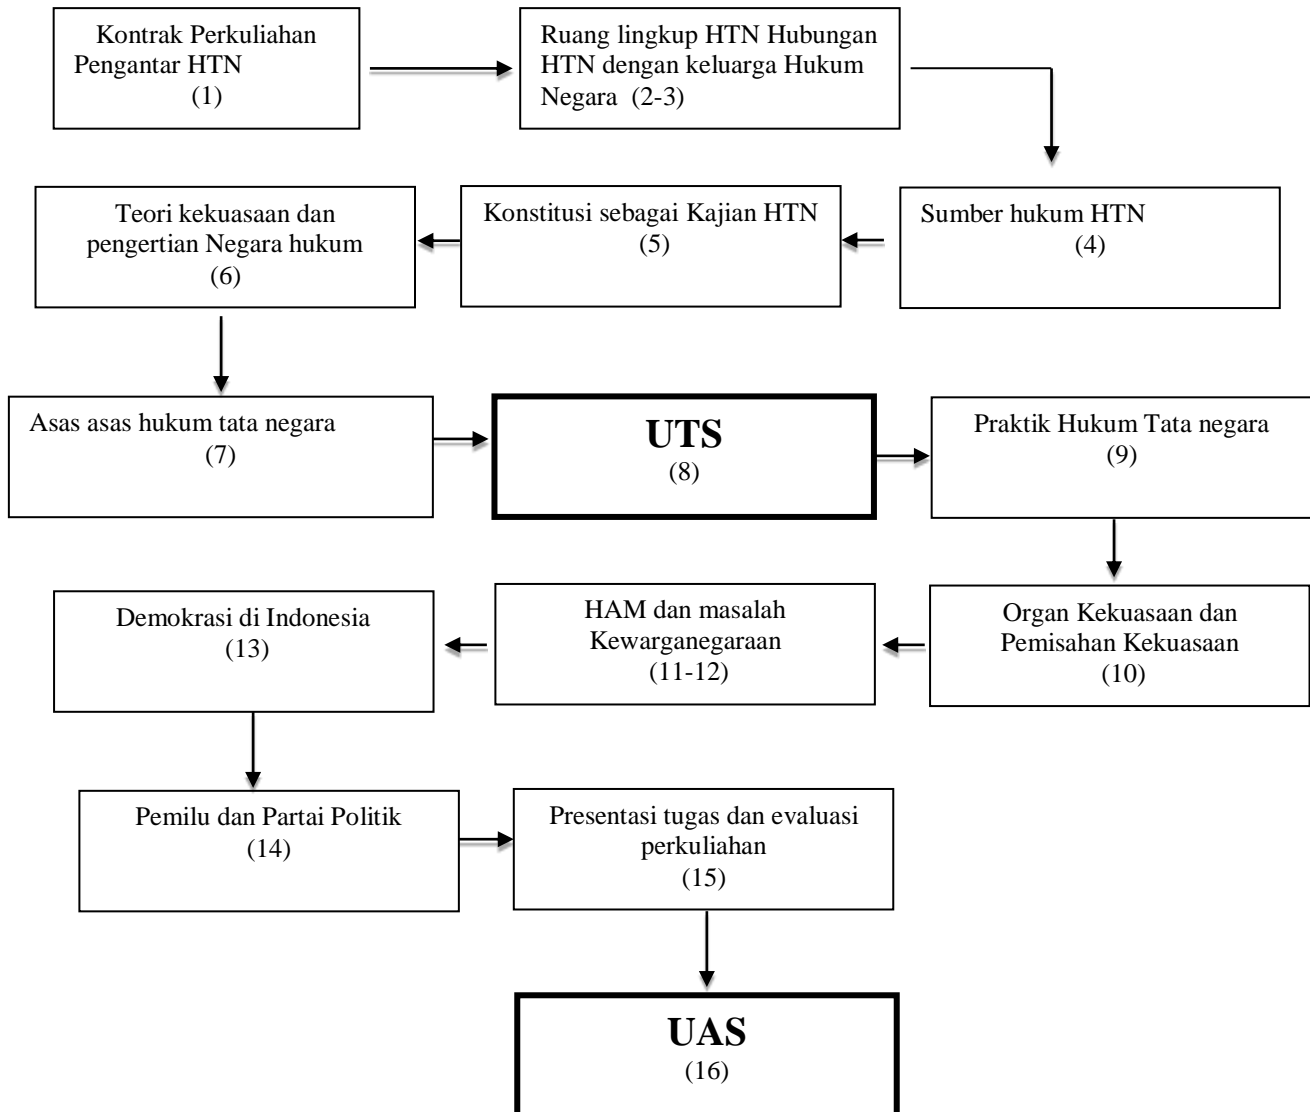 Kontrak Perkuliahan
Pengantar HTN
(1)
Ruang lingkup HTN Hubungan
HTN dengan keluarga Hukum
Negara (2-3)
Sumber hukum HTN
(4)
Konstitusi sebagai Kajian HTN
(5)
Teori kekuasaan dan
pengertian Negara hukum
(6)
Asas asas hukum tata negara
(7)
UTS
(8)
Praktik Hukum Tata negara
(9)
Organ Kekuasaan dan
Pemisahan Kekuasaan
(10)
HAM dan masalah
Kewarganegaraan
(11-12)
Demokrasi di Indonesia
(13)
Pemilu dan Partai Politik
(14)
Presentasi tugas dan evaluasi
perkuliahan
(15)
UAS
(16)